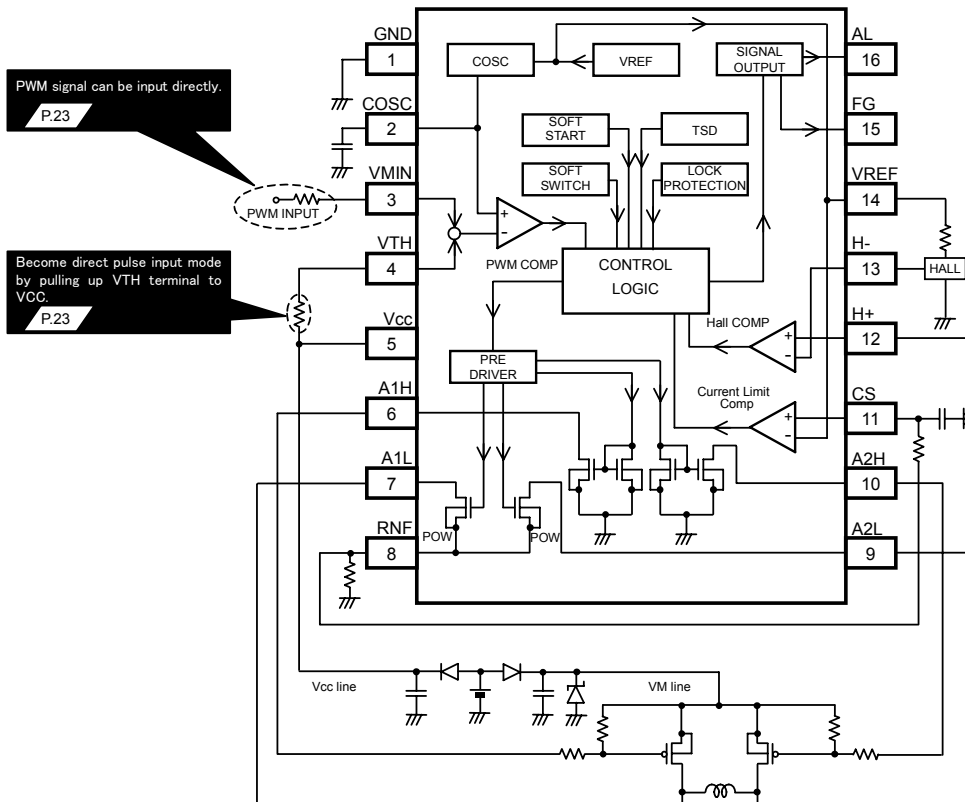 PWM signal can be input directly.
P.23
Become direct pulse input mode
by pulling up VTH terminal to
VCC.
P.23
PWM INPUT
GND
1
COSC
2
VMIN
3
VTH
4
Vcc
5
A1H
6
A1L
7
RNF
8
COSC
VREF
SIGNAL
OUTPUT
SOFT
START
TSD
SOFT
SWITCH
LOCK
PROTECTION
+
-
PWM COMP
CONTROL
LOGIC
Hall COMP
+
-
PRE
DRIVER
Current Limit
Comp
+
-
POW
POW
AL
16
FG
15
VREF
14
H-
13
HALL
H+
12
CS
11
A2H
10
A2L
9
Vcc line
VM line